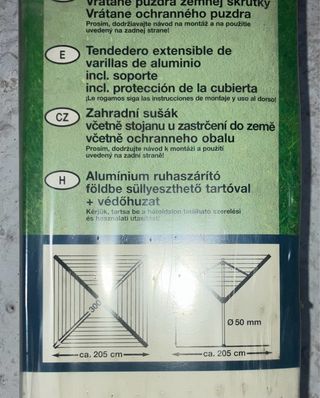 Vrátane puzdra zemnej skrutky
Vrátane ochranného puzdra
Prosím, dodržiavajte návod na montáž a na použitie
uvedený na zadnej strane!
E
Tendedero extensible de
varillas de aluminio
incl. soporte
incl. protección de la cubierta
¡Le rogamos siga las instrucciones de montaje y uso al dorso!
CZ
Zahradní sušák
včetně stojanu u zastrčení do země
včetně ochranneho obalu
Prosím, dodržujte návod k montáži a použití
uvedený na zadní straně!
H
Alumínium ruhaszárító
földbe süllyeszthető tartóval
+ védőhuzat
Kérjük, tartsa be a hátoldalon található szerelési
és használati utasítást!
300
Ø 50 mm
ca. 205 cm
ca. 205 cm